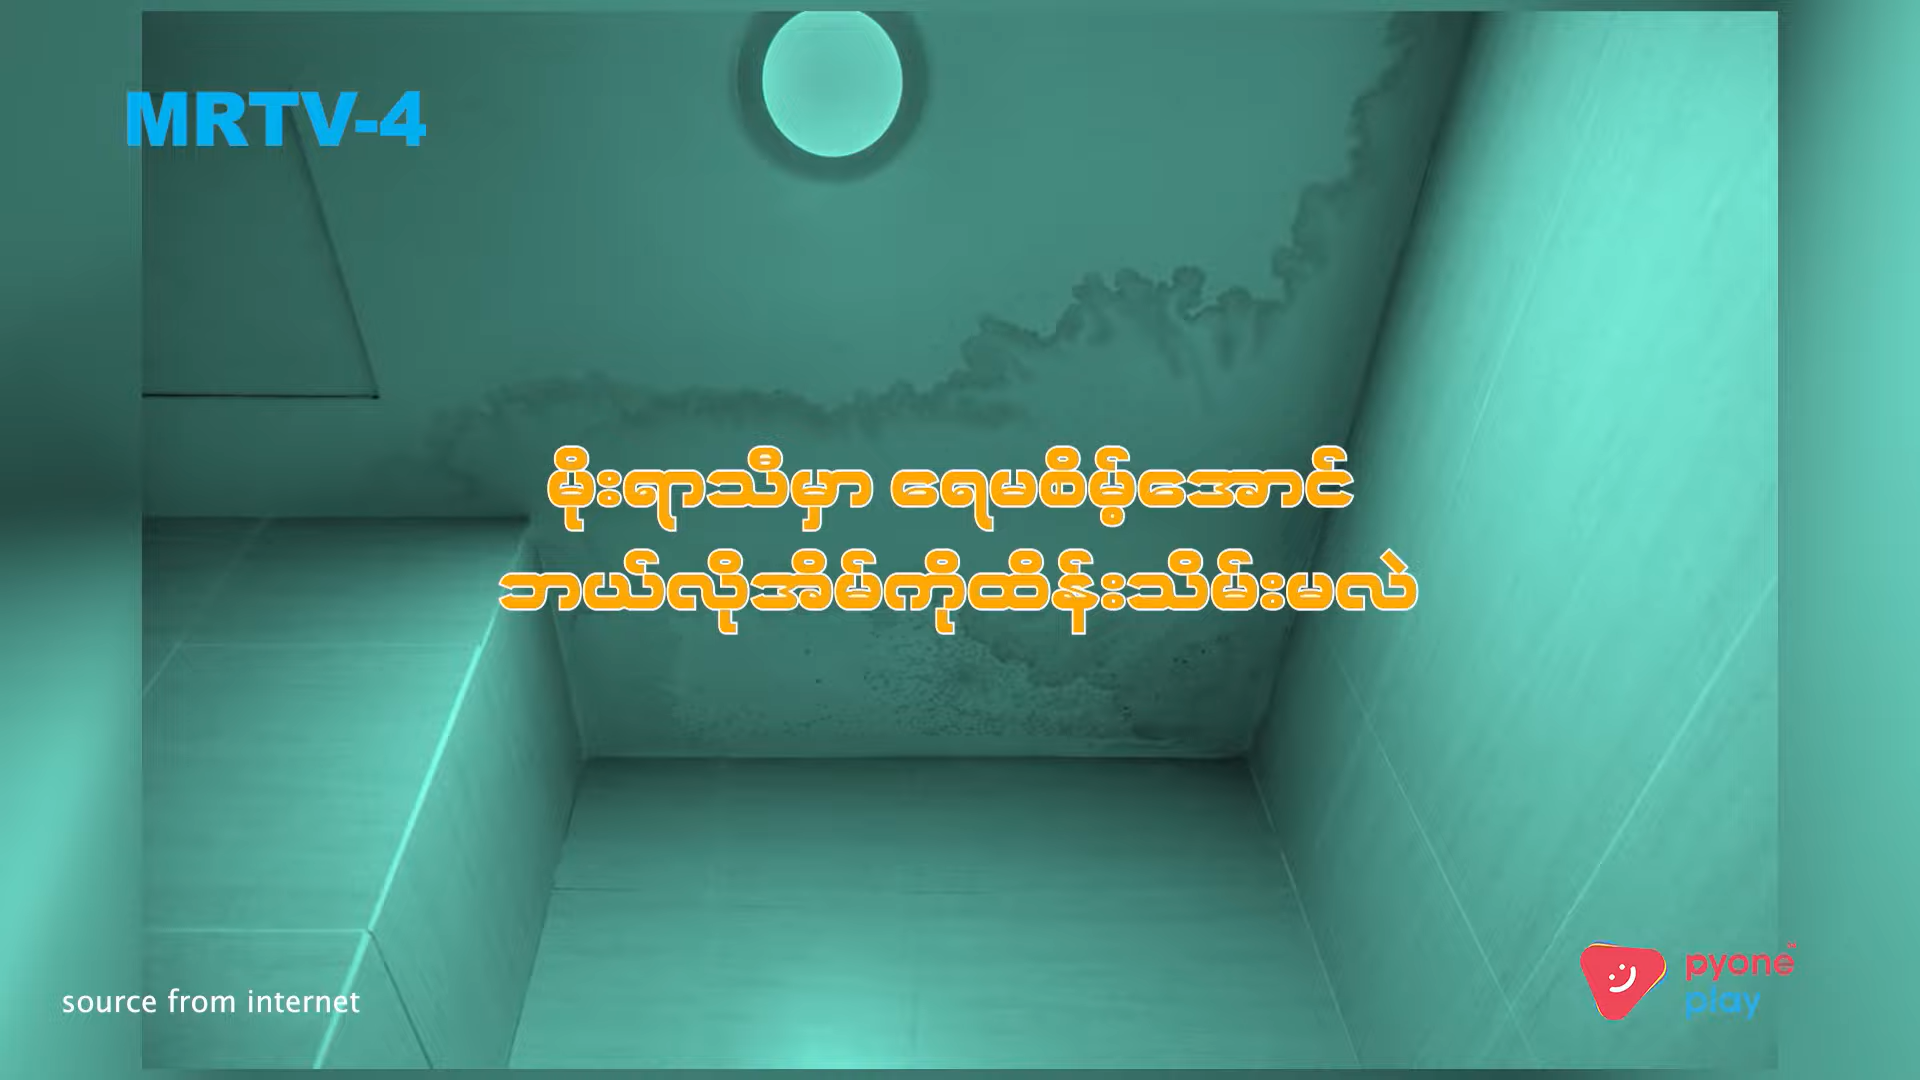 MRTV-4
မိုးရာသီမှာ ရေမစိမ့်အောင်
ဘယ်လိုအိမ်ကိုထိန်းသိမ်းမလဲ
source from internet
pyone
play